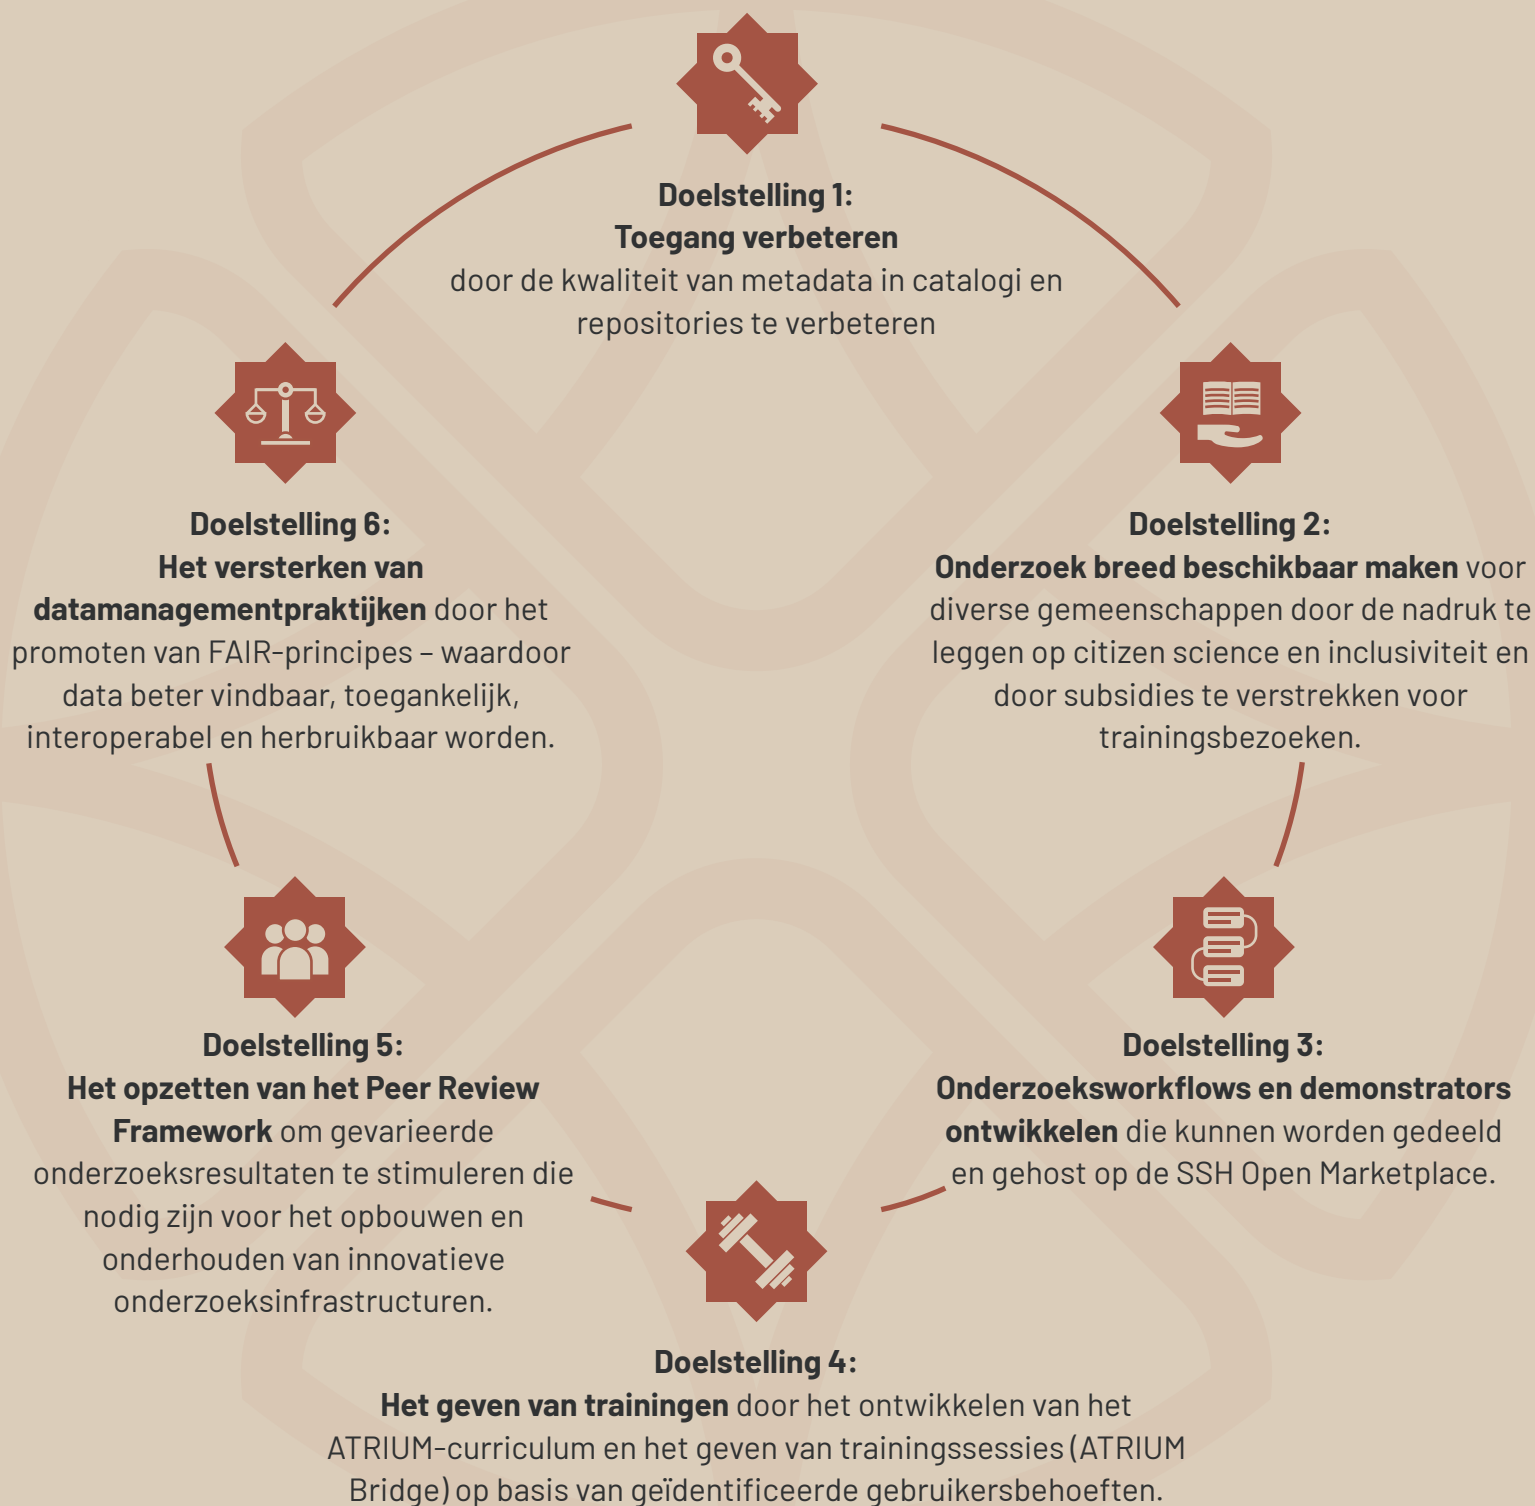 Doelstelling 1:
Toegang verbeteren
door de kwaliteit van metadata in catalogi en
repositories te verbeteren
Doelstelling 2:
Onderzoek breed beschikbaar maken voor
diverse gemeenschappen door de nadruk te
leggen op citizen science en inclusiviteit en
door subsidies te verstrekken voor
trainingsbezoeken.
Doelstelling 3:
Onderzoeksworkflows en demonstrators
ontwikkelen die kunnen worden gedeeld
en gehost op de SSH Open Marketplace.
Doelstelling 4:
Het geven van trainingen door het ontwikkelen van het
ATRIUM-curriculum en het geven van trainingssessies (ATRIUM
Bridge) op basis van geïdentificeerde gebruikersbehoeften.
Doelstelling 5:
Het opzetten van het Peer Review
Framework om gevarieerde
onderzoeksresultaten te stimuleren die
nodig zijn voor het opbouwen en
onderhouden van innovatieve
onderzoeksinfrastructuren.
Doelstelling 6:
Het versterken van
datamanagementpraktijken door het
promoten van FAIR-principes – waardoor
data beter vindbaar, toegankelijk,
interoperabel en herbruikbaar worden.